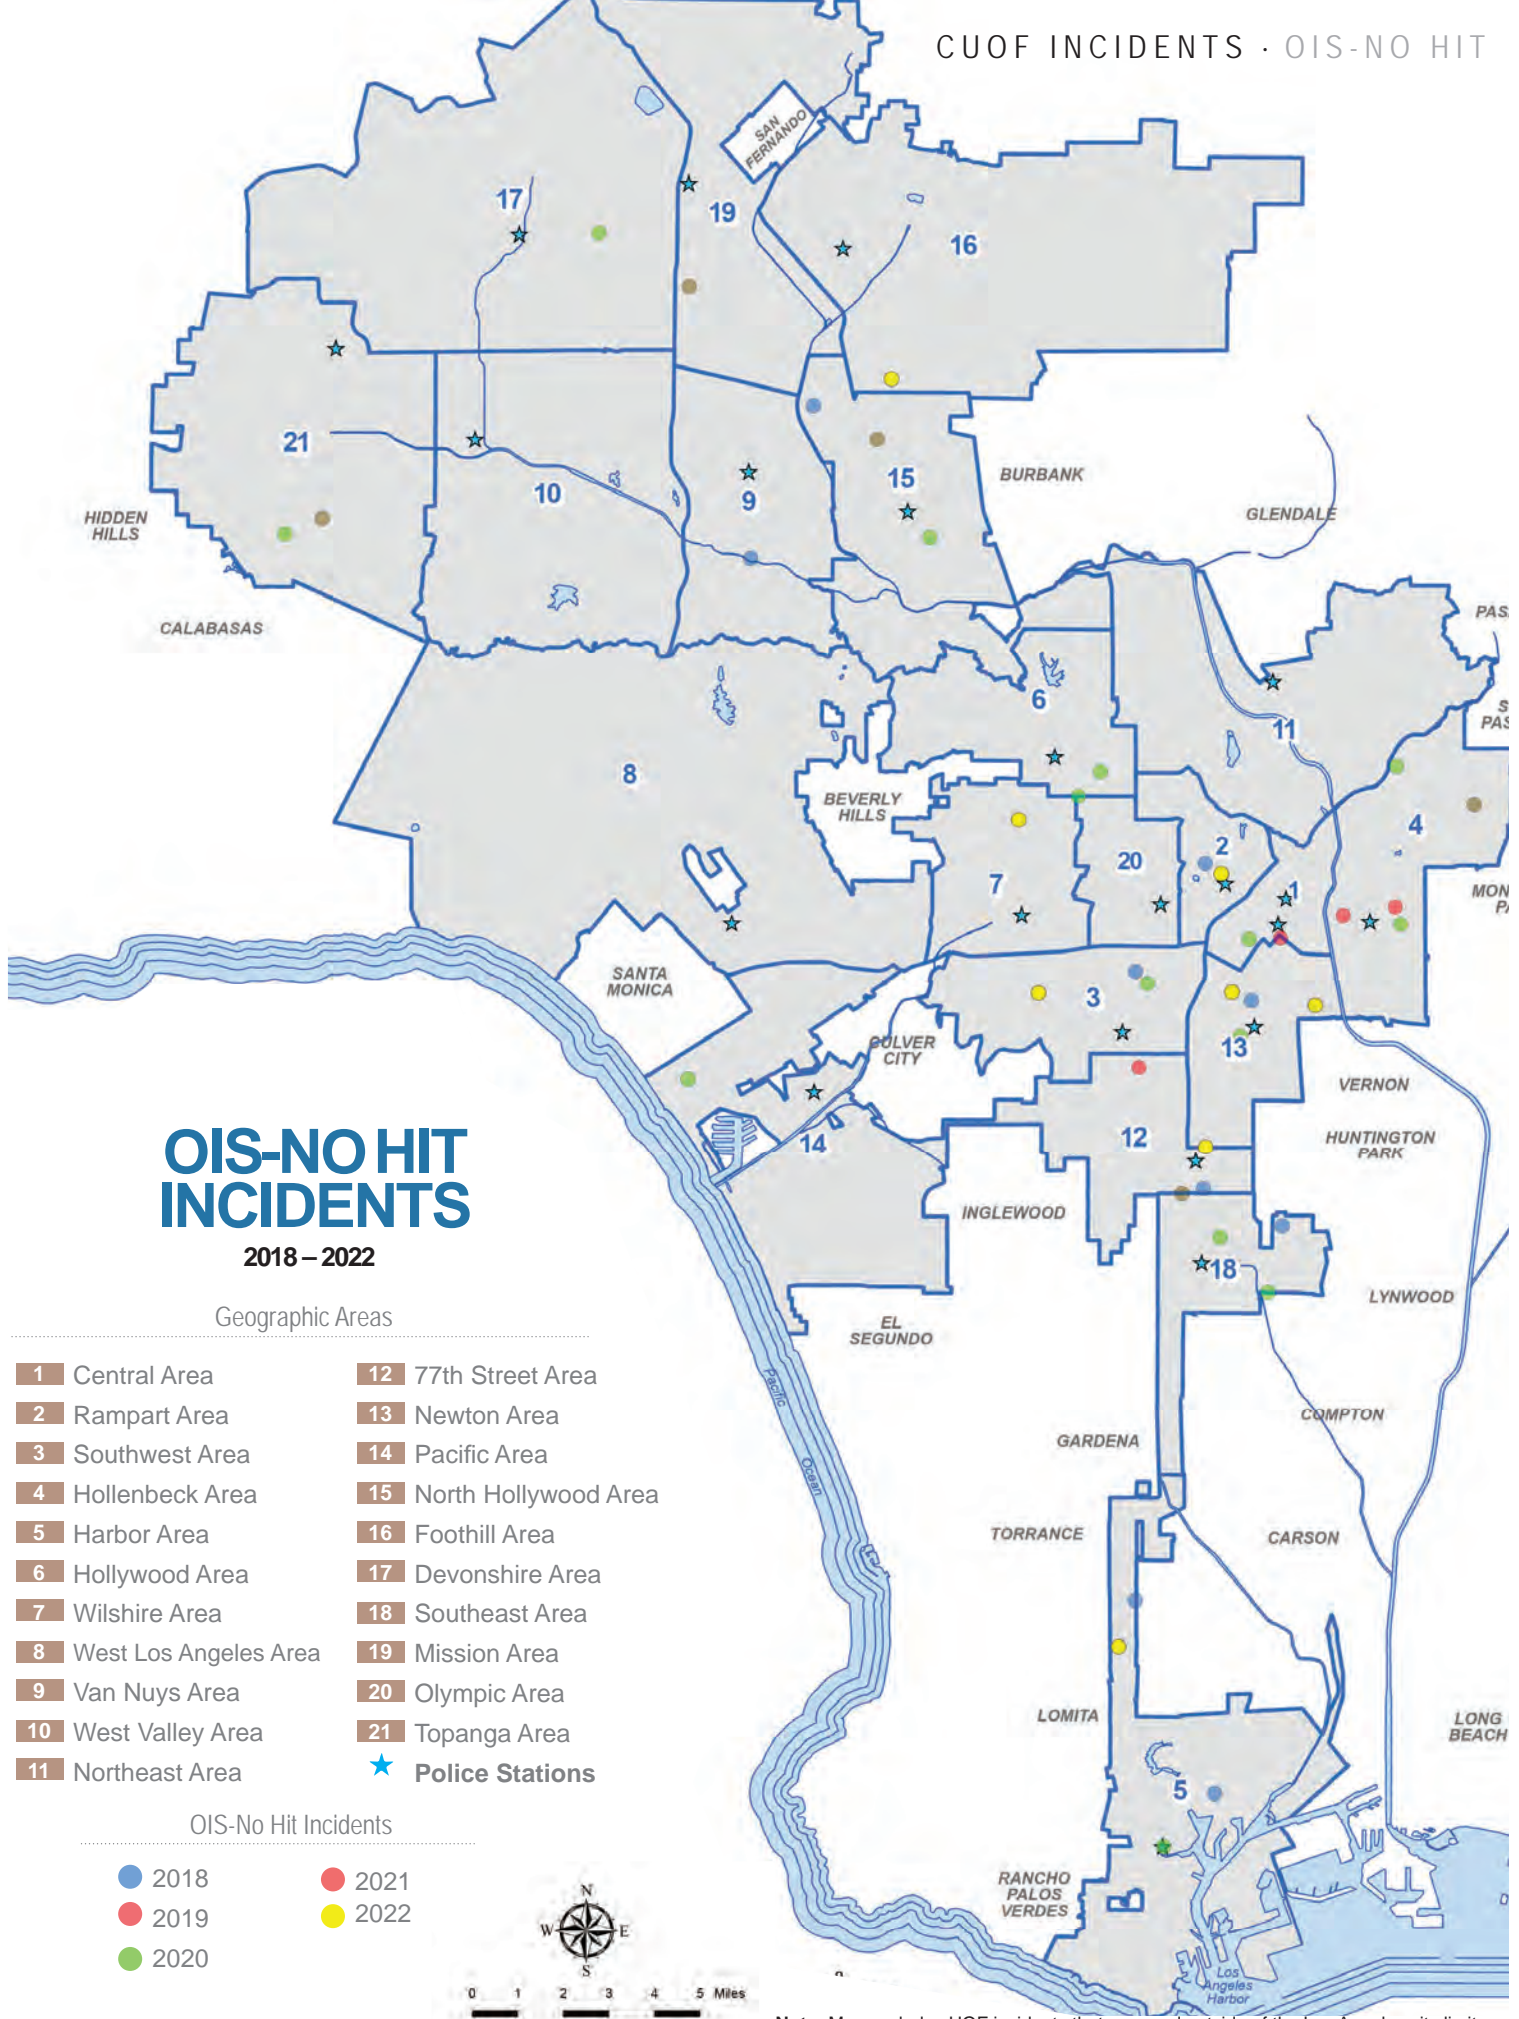 CUOF INCIDENTS · OIS-NO HIT
SAN
FERNANDO
17
19
16
21
10
9
15
BURBANK
GLENDALE
HIDDEN
HILLS
CALABASAS
PAS
6
S
PAS
11
8
BEVERLY
HILLS
4
2
20
7
1
MON
P
SANTA
MONICA
3
CULVER
CITY
13
VERNON
12
14
HUNTINGTON
PARK
INGLEWOOD
18
LYNWOOD
EL
SEGUNDO
Pacific
Ocean
COMPTON
GARDENA
TORRANCE
CARSON
LOMITA
LONG
BEACH
5
RANCHO
PALOS
VERDES
Los
Angeles
Harbor
OIS-NO HIT
INCIDENTS
2018 – 2022
Geographic Areas
1 Central Area
2 Rampart Area
3 Southwest Area
4 Hollenbeck Area
5 Harbor Area
6 Hollywood Area
7 Wilshire Area
8 West Los Angeles Area
9 Van Nuys Area
10 West Valley Area
11 Northeast Area
12 77th Street Area
13 Newton Area
14 Pacific Area
15 North Hollywood Area
16 Foothill Area
17 Devonshire Area
18 Southeast Area
19 Mission Area
20 Olympic Area
21 Topanga Area
Police Stations
OIS-No Hit Incidents
2018
2019
2020
2021
2022
N
W E
S
0 1 2 3 4 5 Miles